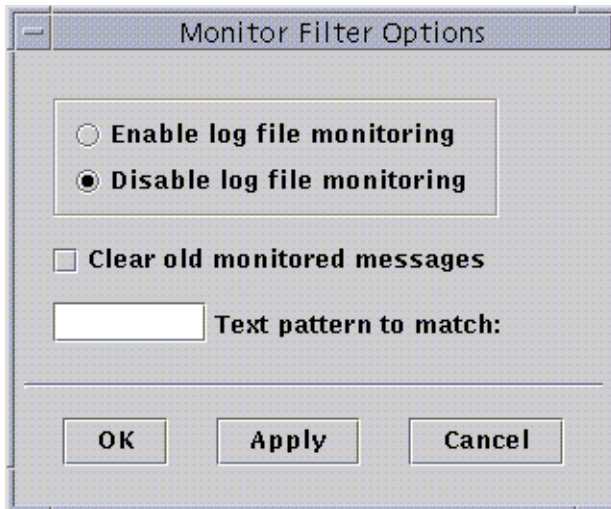 Monitor Filter Options
Enable log file monitoring
Disable log file monitoring
Clear old monitored messages
Text pattern to match:
OK Apply Cancel